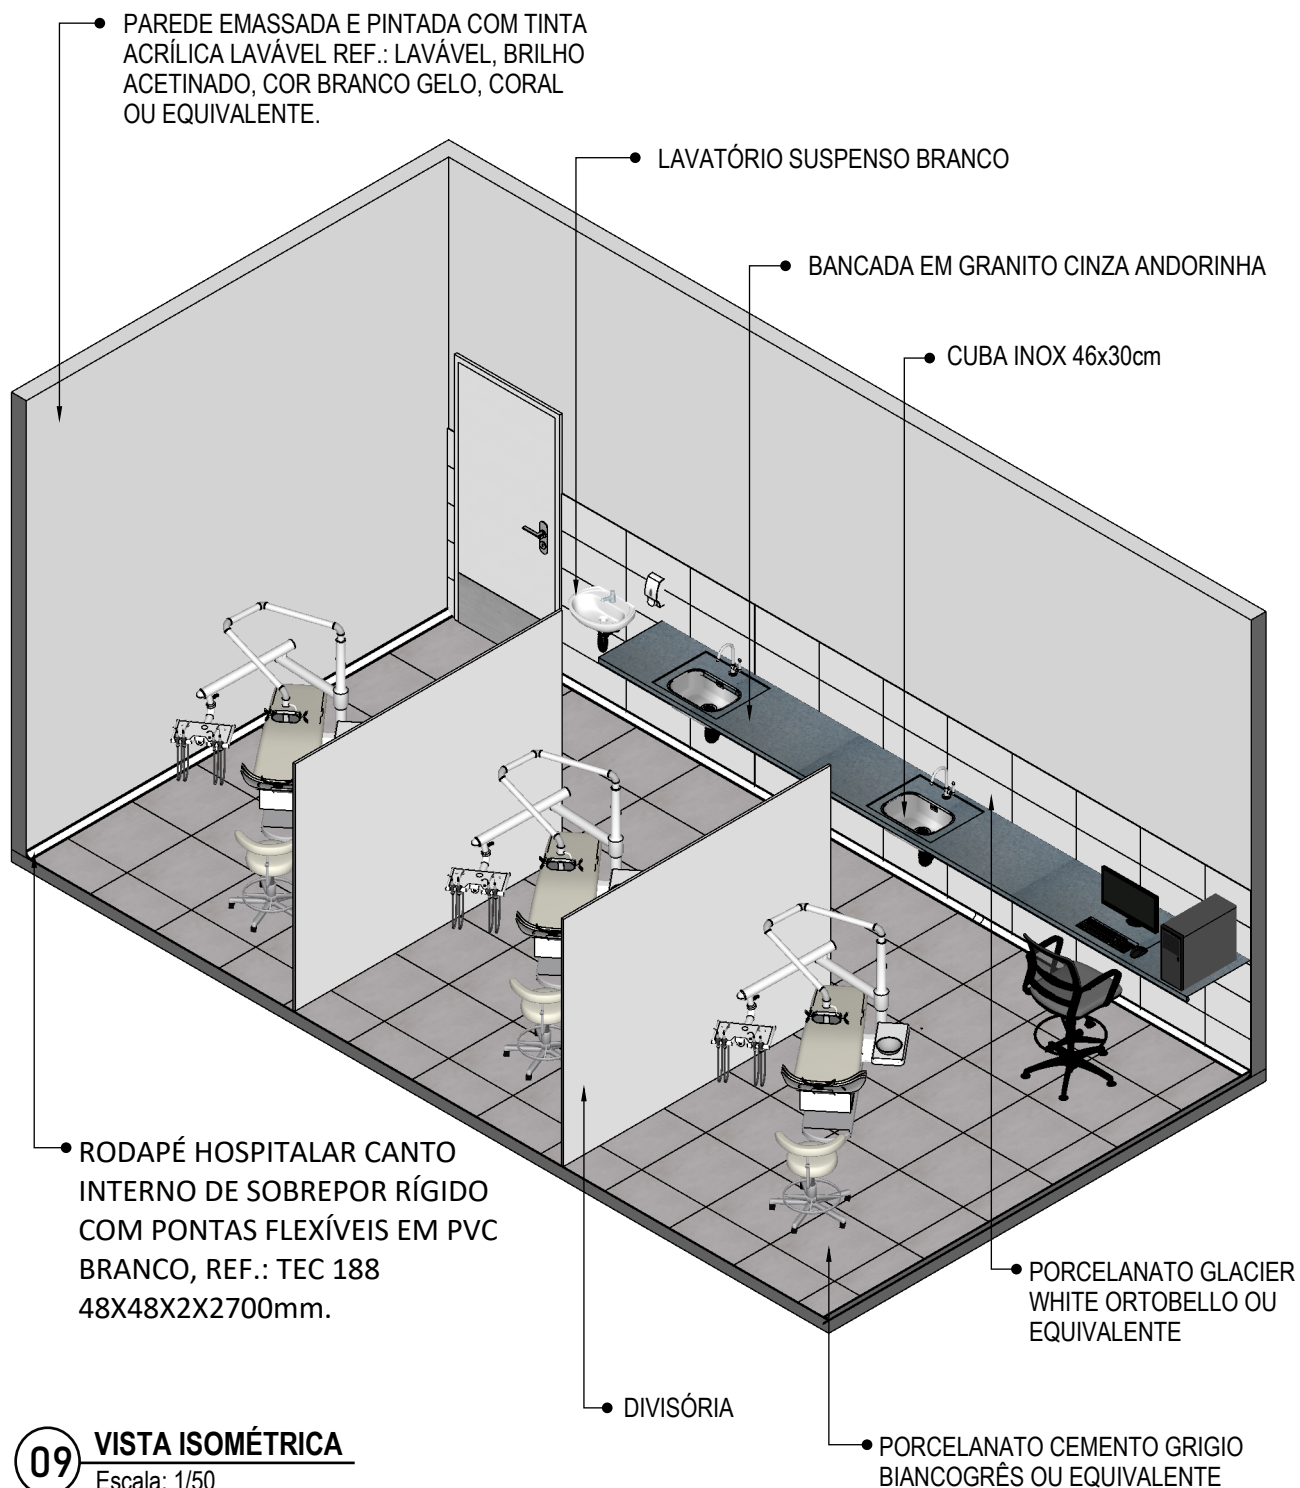 PAREDE EMASSADA E PINTADA COM TINTA
ACRÍLICA LAVÁVEL REF.: LAVÁVEL, BRILHO
ACETINADO, COR BRANCO GELO, CORAL
OU EQUIVALENTE.
LAVATÓRIO SUSPENSO BRANCO
BANCADA EM GRANITO CINZA ANDORINHA
CUBA INOX 46x30cm
RODAPÉ HOSPITALAR CANTO
INTERNO DE SOBREPOR RÍGIDO
COM PONTAS FLEXÍVEIS EM PVC
BRANCO, REF.: TEC 188
48X48X2X2700mm.
PORCELANATO GLACIER
WHITE ORTOBELLO OU
EQUIVALENTE
DIVISÓRIA
PORCELANATO CEMENTO GRIGIO
BIANCOGRÊS OU EQUIVALENTE
09 VISTA ISOMÉTRICA
Escala: 1/50